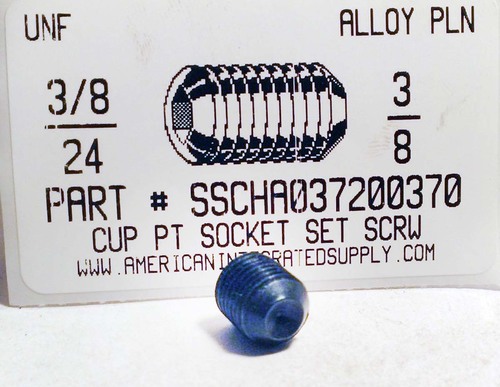 UNF ALLOY PLN
3/8 3
24 8
PART # SSCHA037200370
CUP PT SOCKET SET SCRW
WWW.AMERICANINTEGRATEDSUPPLY.COM